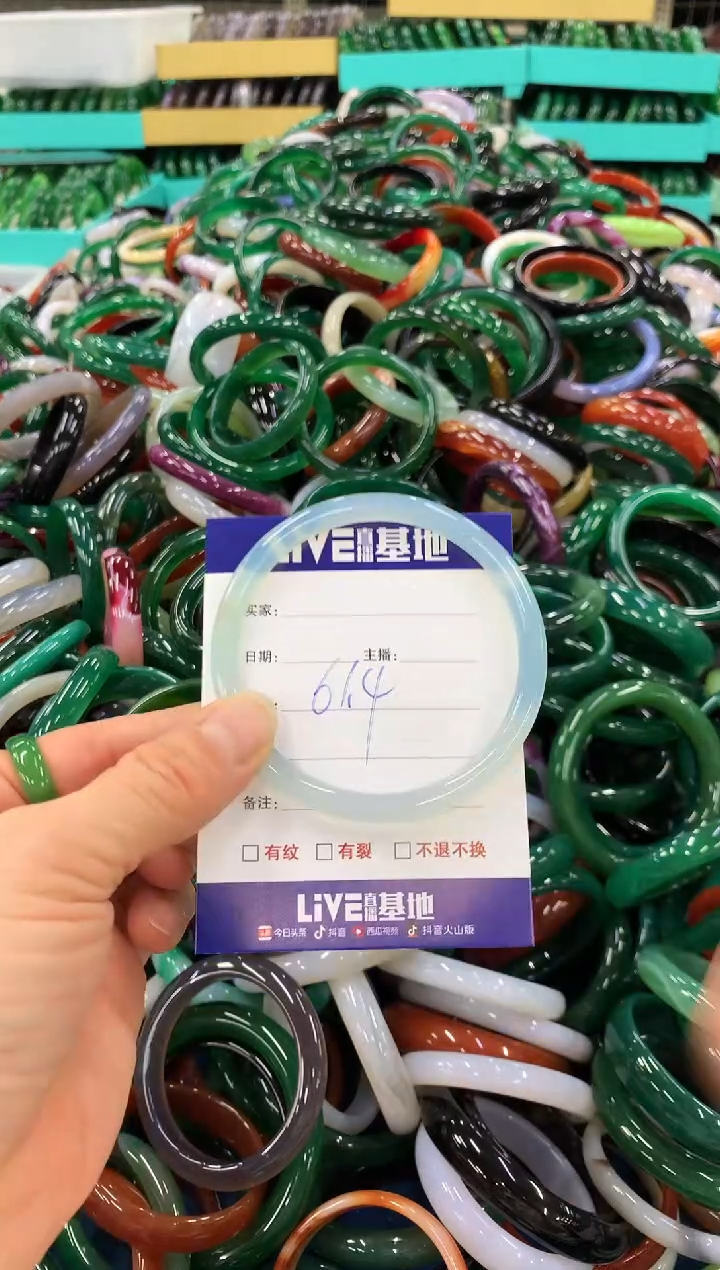 LIVE直播基地
买家:
日期: 主播:
61.4
备注:
有纹 有裂 不退不换
LIVE直播基地
今日头条 抖音 西瓜视频 抖音火山版